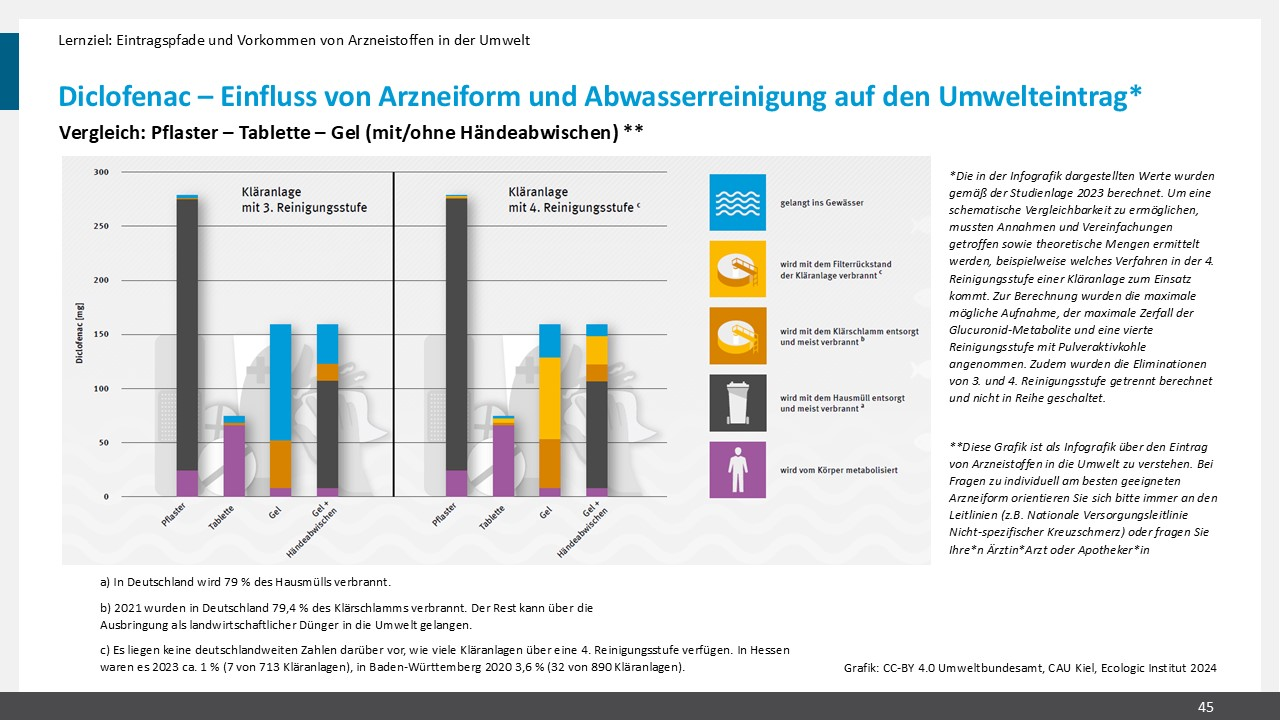 Lernziel: Eintragspfade und Vorkommen von Arzneistoffen in der Umwelt
Diclofenac – Einfluss von Arzneiform und Abwasserreinigung auf den Umwelteintrag*
Vergleich: Pflaster – Tablette – Gel (mit/ohne Händeabwischen) **
Diclofenac [mg]
300
250
200
150
100
50
0
Kläranlage
mit 3. Reinigungsstufe
Kläranlage
mit 4. Reinigungsstufe c
Pflaster
Tablette
Gel
Gel +
Händeabwischen
Pflaster
Tablette
Gel
Gel +
Händeabwischen
gelangt ins Gewässer
wird mit dem Filterrückstand
der Kläranlage verbrannt c
wird mit dem Klärschlamm entsorgt
und meist verbrannt b
wird mit dem Hausmüll entsorgt
und meist verbrannt a
wird vom Körper metabolisiert
*Die in der Infografik dargestellten Werte wurden
gemäß der Studienlage 2023 berechnet. Um eine
schematische Vergleichbarkeit zu ermöglichen,
mussten Annahmen und Vereinfachungen
getroffen sowie theoretische Mengen ermittelt
werden, beispielweise welches Verfahren in der 4.
Reinigungsstufe einer Kläranlage zum Einsatz
kommt. Zur Berechnung wurden die maximale
mögliche Aufnahme, der maximale Zerfall der
Glucuronid-Metabolite und eine vierte
Reinigungsstufe mit Pulveraktivkohle
angenommen. Zudem wurden die Eliminationen
von 3. und 4. Reinigungsstufe getrennt berechnet
und nicht in Reihe geschaltet.
**Diese Grafik ist als Infografik über den Eintrag
von Arzneistoffen in die Umwelt zu verstehen. Bei
Fragen zu individuell am besten geeigneten
Arzneiform orientieren Sie sich bitte immer an den
Leitlinien (z.B. Nationale Versorgungsleitlinie
Nicht-spezifischer Kreuzschmerz) oder fragen Sie
Ihre*n Ärztin*Arzt oder Apotheker*in
a) In Deutschland wird 79 % des Hausmülls verbrannt.
b) 2021 wurden in Deutschland 79,4 % des Klärschlamms verbrannt. Der Rest kann über die
Ausbringung als landwirtschaftlicher Dünger in die Umwelt gelangen.
c) Es liegen keine deutschlandweiten Zahlen darüber vor, wie viele Kläranlagen über eine 4. Reinigungsstufe verfügen. In Hessen
waren es 2023 ca. 1 % (7 von 713 Kläranlagen), in Baden-Württemberg 2020 3,6 % (32 von 890 Kläranlagen).
Grafik: CC-BY 4.0 Umweltbundesamt, CAU Kiel, Ecologic Institut 2024
45